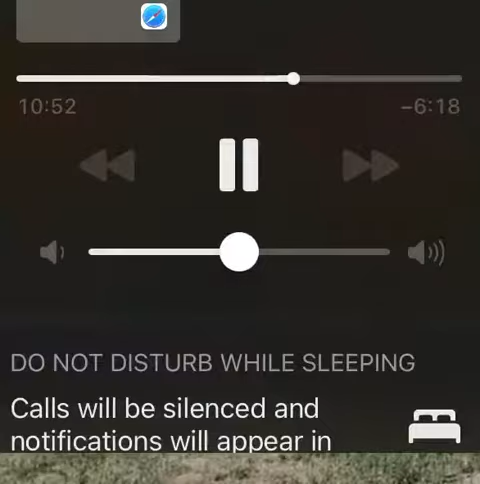 10:52
−6:18
DO NOT DISTURB WHILE SLEEPING
Calls will be silenced and
notifications will appear in